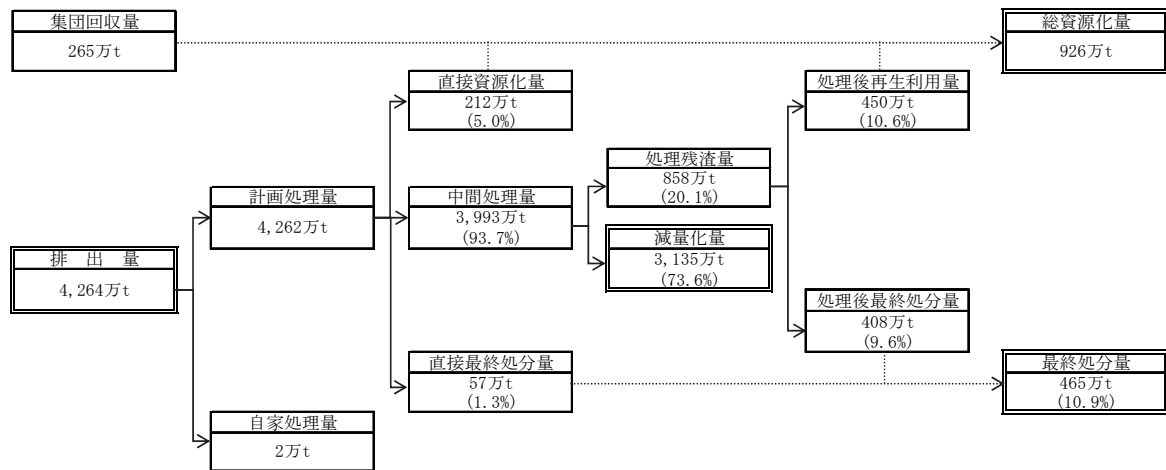 集団回収量
265万t
総資源化量
926万t
直接資源化量
212万t
(5.0%)
処理後再生利用量
450万t
(10.6%)
処理残渣量
858万t
(20.1%)
計画処理量
4,262万t
中間処理量
3,993万t
(93.7%)
減量化量
3,135万t
(73.6%)
排 出 量
4,264万t
処理後最終処分量
408万t
(9.6%)
直接最終処分量
57万t
(1.3%)
最終処分量
465万t
(10.9%)
自家処理量
2万t